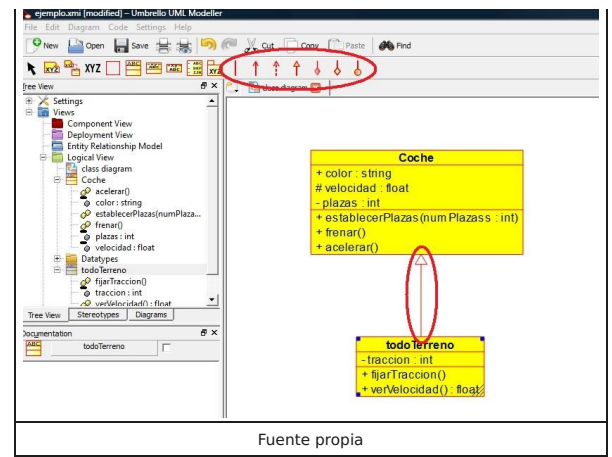 ejemplo.xmi [modified] – Umbrello UML Modeller
File Edit Diagram Code Settings Help
New Open Save Cut Copy Paste Find
XYZ XYZ ABC
Tree View
class diagram
Settings
Views
Component View
Deployment View
Entity Relationship Model
Logical View
class diagram
Coche
acelerar()
color : string
establecerPlazas(numPlaza...
frenar()
plazas : int
velocidad : float
Datatypes
todoTerreno
fijarTraccion()
traccion : int
verVelocidad() : float
Tree View Stereotypes Diagrams
Documentation
ABC todoTerreno
Coche
+ color : string
# velocidad : float
- plazas : int
+ establecerPlazas(numPlazass : int)
+ frenar()
+ acelerar()
todoTerreno
- traccion : int
+ fijarTraccion()
+ verVelocidad() : float
Fuente propia